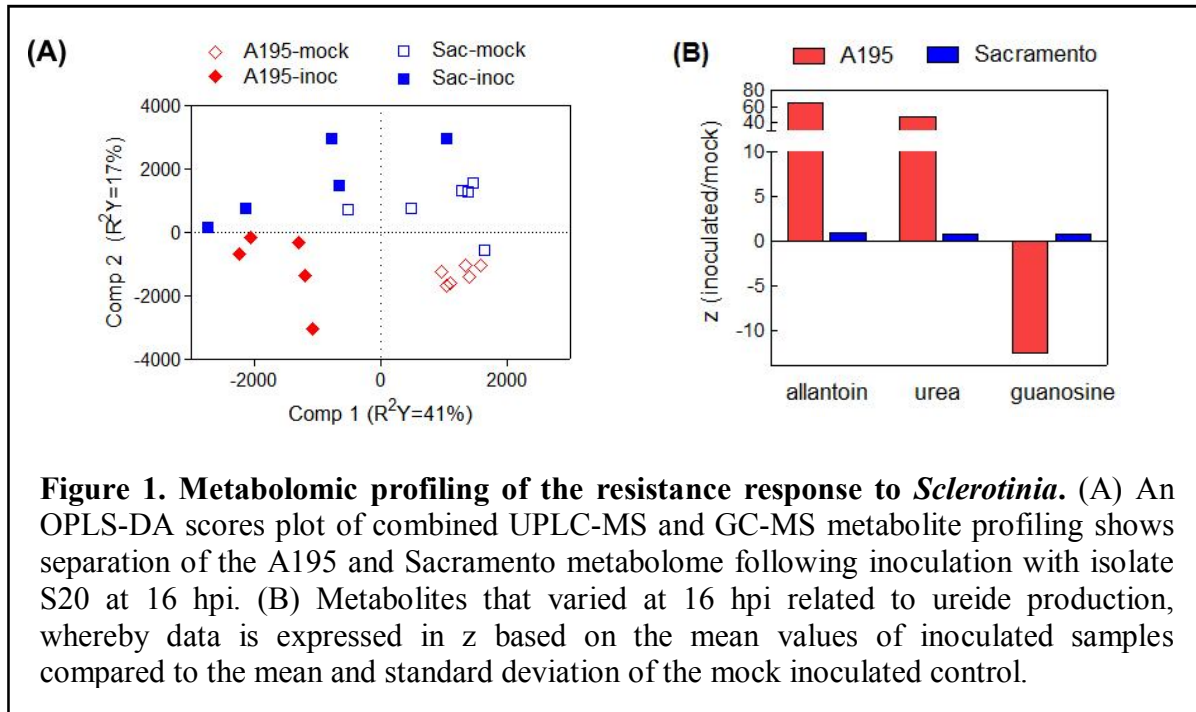 (A)
A195-mock
A195-inoc
Sac-mock
Sac-inoc
4000
2000
0
-2000
-4000
Comp 2 (R²Y=17%)
-2000 0 2000
Comp 1 (R²Y=41%)
(B)
A195 Sacramento
80
60
40
10
5
0
-5
-10
z (inoculated/mock)
allantoin urea guanosine
Figure 1. Metabolomic profiling of the resistance response to Sclerotinia. (A) An
OPLS-DA scores plot of combined UPLC-MS and GC-MS metabolite profiling shows
separation of the A195 and Sacramento metabolome following inoculation with isolate
S20 at 16 hpi. (B) Metabolites that varied at 16 hpi related to ureide production,
whereby data is expressed in z based on the mean values of inoculated samples
compared to the mean and standard deviation of the mock inoculated control.